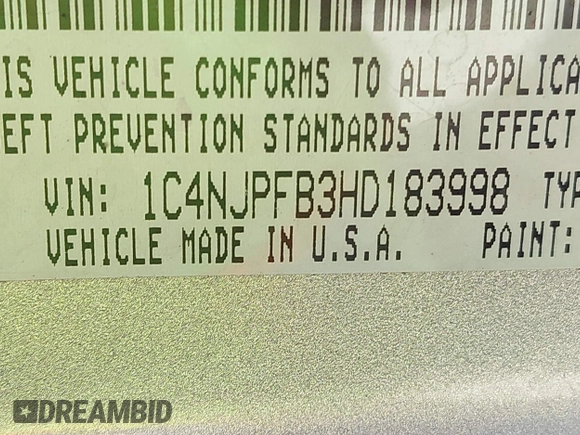 IS VEHICLE CONFORMS TO ALL APPLICA
EFT PREVENTION STANDARDS IN EFFECT
VIN: 1C4NJPFB3HD183998 TYP
VEHICLE MADE IN U.S.A. PAINT:
DREAMBID